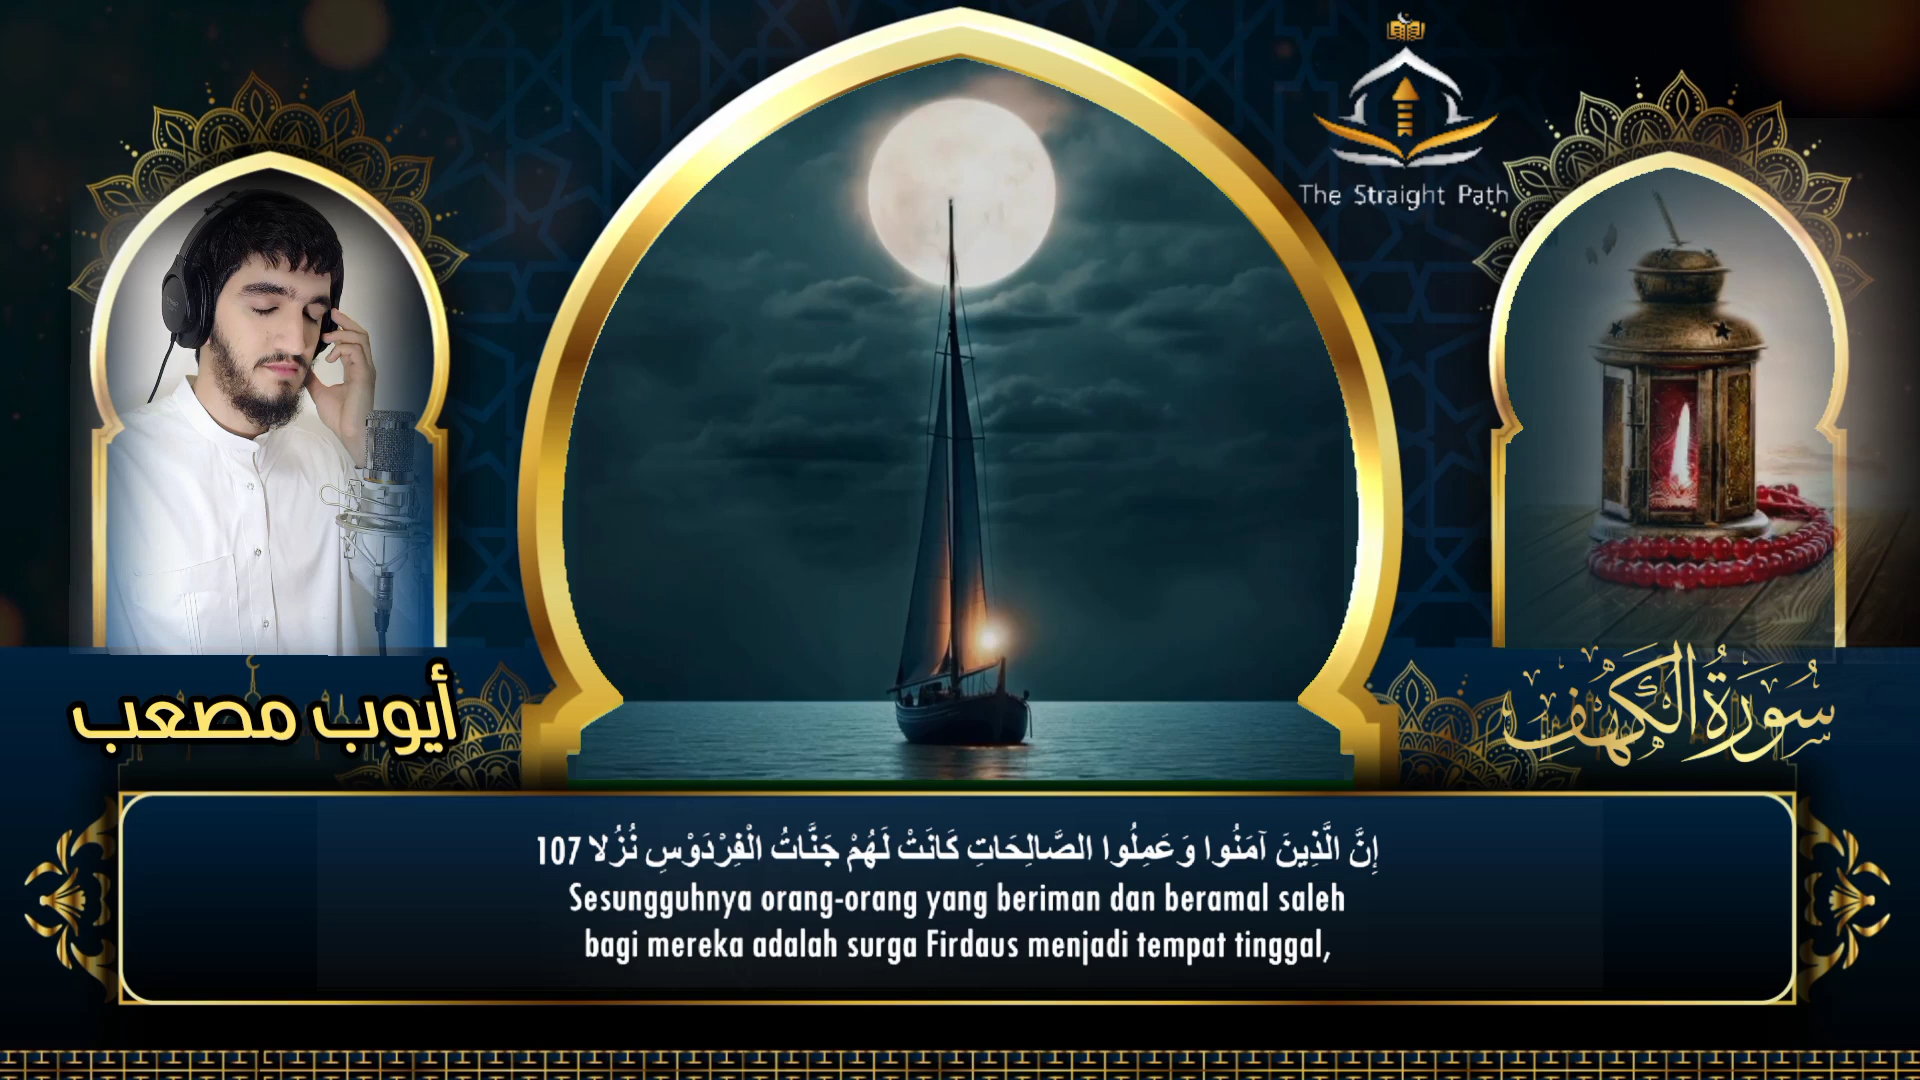 The Straight Path
أيوب مصعب
سُورَةُ الكَهْفِ
إِنَّ الَّذِينَ آمَنُوا وَعَمِلُوا الصَّالِحَاتِ كَانَتْ لَهُمْ جَنَّاتُ الْفِرْدَوْسِ نُزُلا 107
Sesungguhnya orang-orang yang beriman dan beramal saleh
bagi mereka adalah surga Firdaus menjadi tempat tinggal,